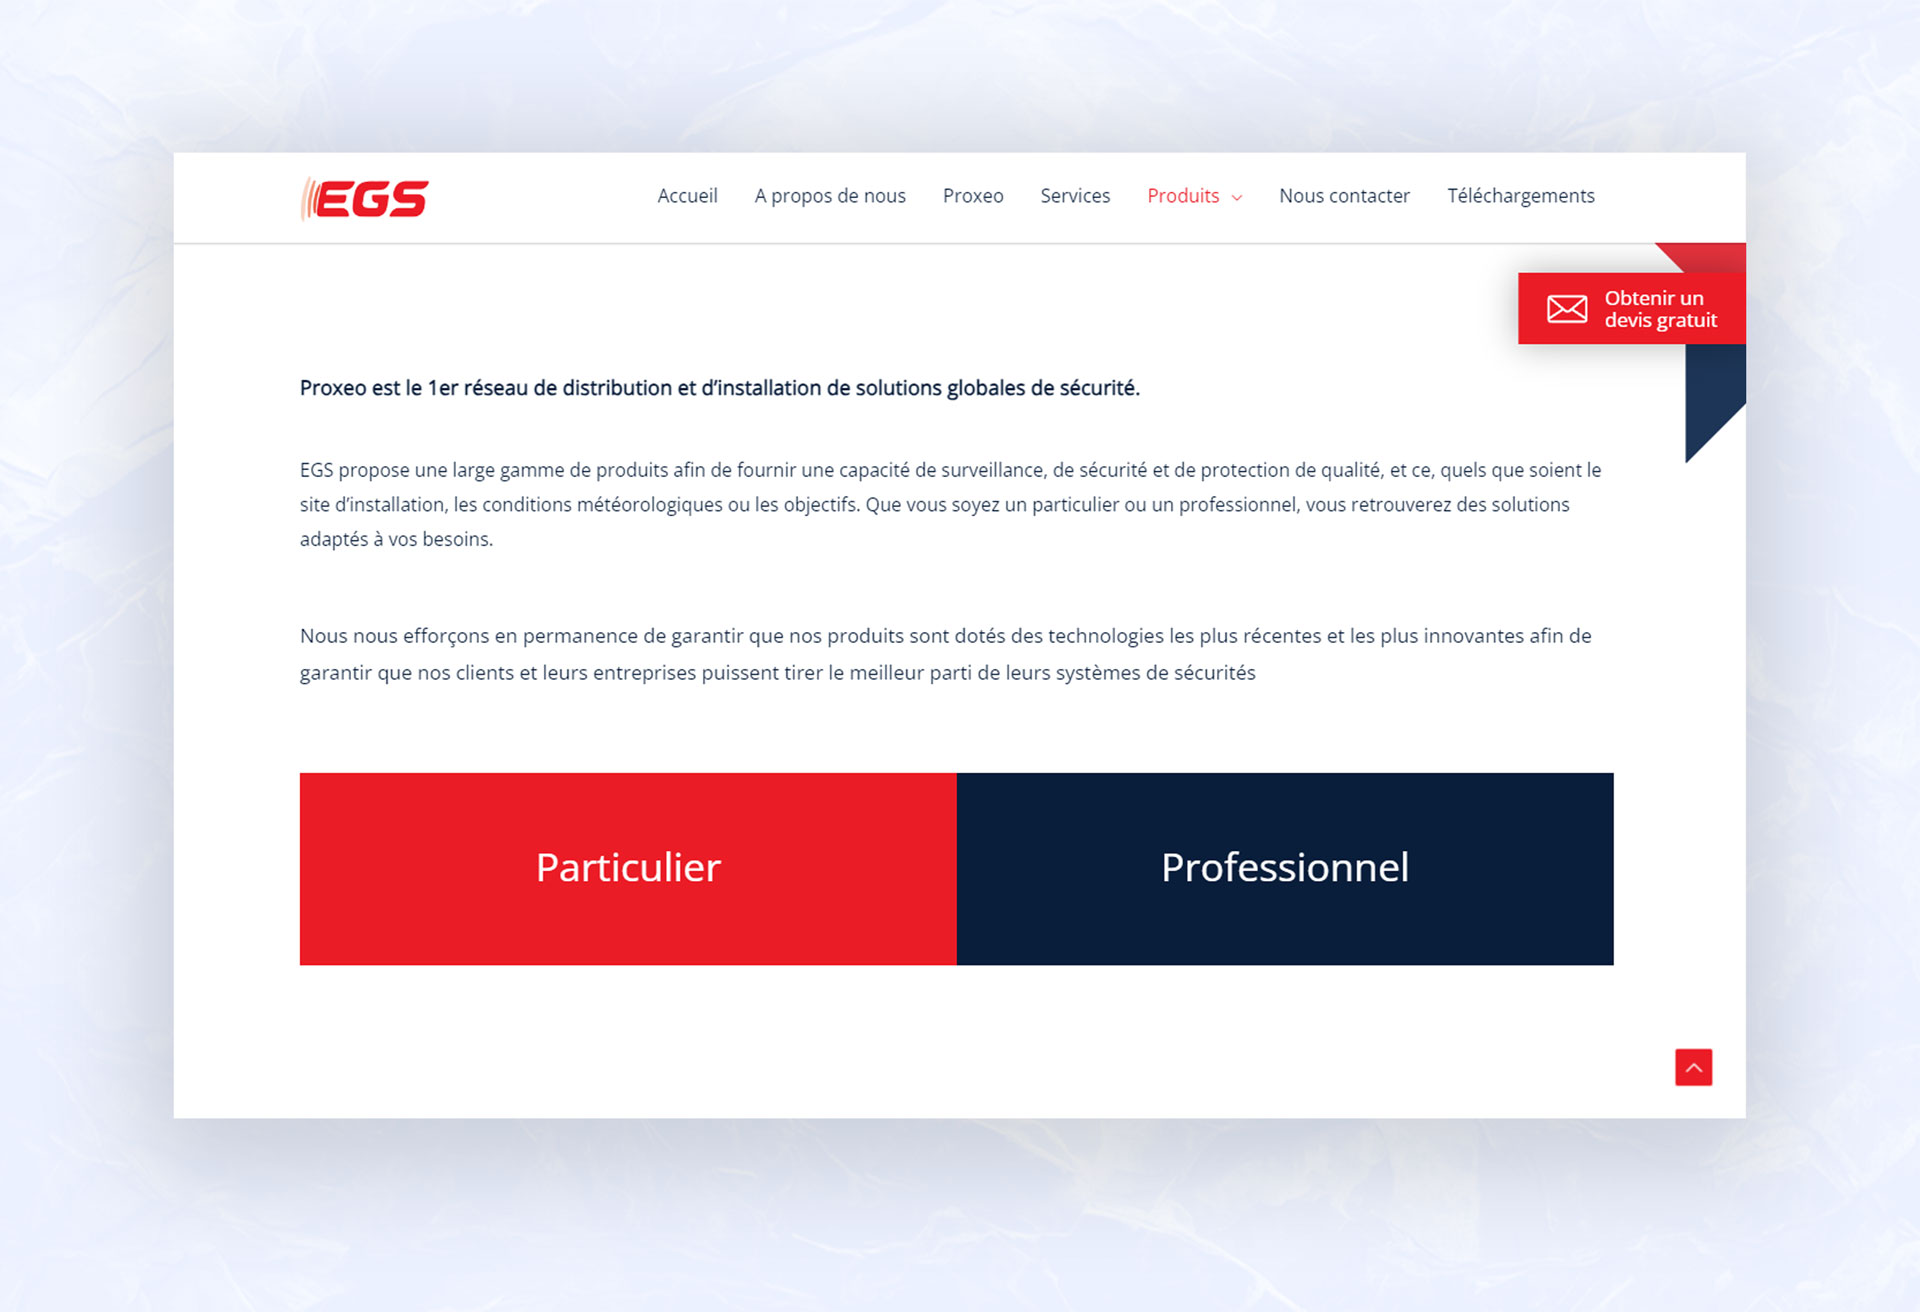 EGS
Accueil
A propos de nous
Proxeo
Services
Produits
Nous contacter
Téléchargements
Obtenir un
devis gratuit
Proxeo est le 1er réseau de distribution et d’installation de solutions globales de sécurité.
EGS propose une large gamme de produits afin de fournir une capacité de surveillance, de sécurité et de protection de qualité, et ce, quels que soient le
site d’installation, les conditions météorologiques ou les objectifs. Que vous soyez un particulier ou un professionnel, vous retrouverez des solutions
adaptés à vos besoins.
Nous nous efforçons en permanence de garantir que nos produits sont dotés des technologies les plus récentes et les plus innovantes afin de
garantir que nos clients et leurs entreprises puissent tirer le meilleur parti de leurs systèmes de sécurités
Particulier
Professionnel